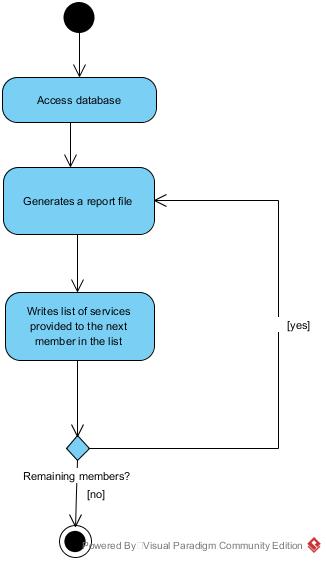 Access database
Generates a report file
Writes list of services
provided to the next
member in the list
[yes]
Remaining members?
[no]
Powered By Visual Paradigm Community Edition